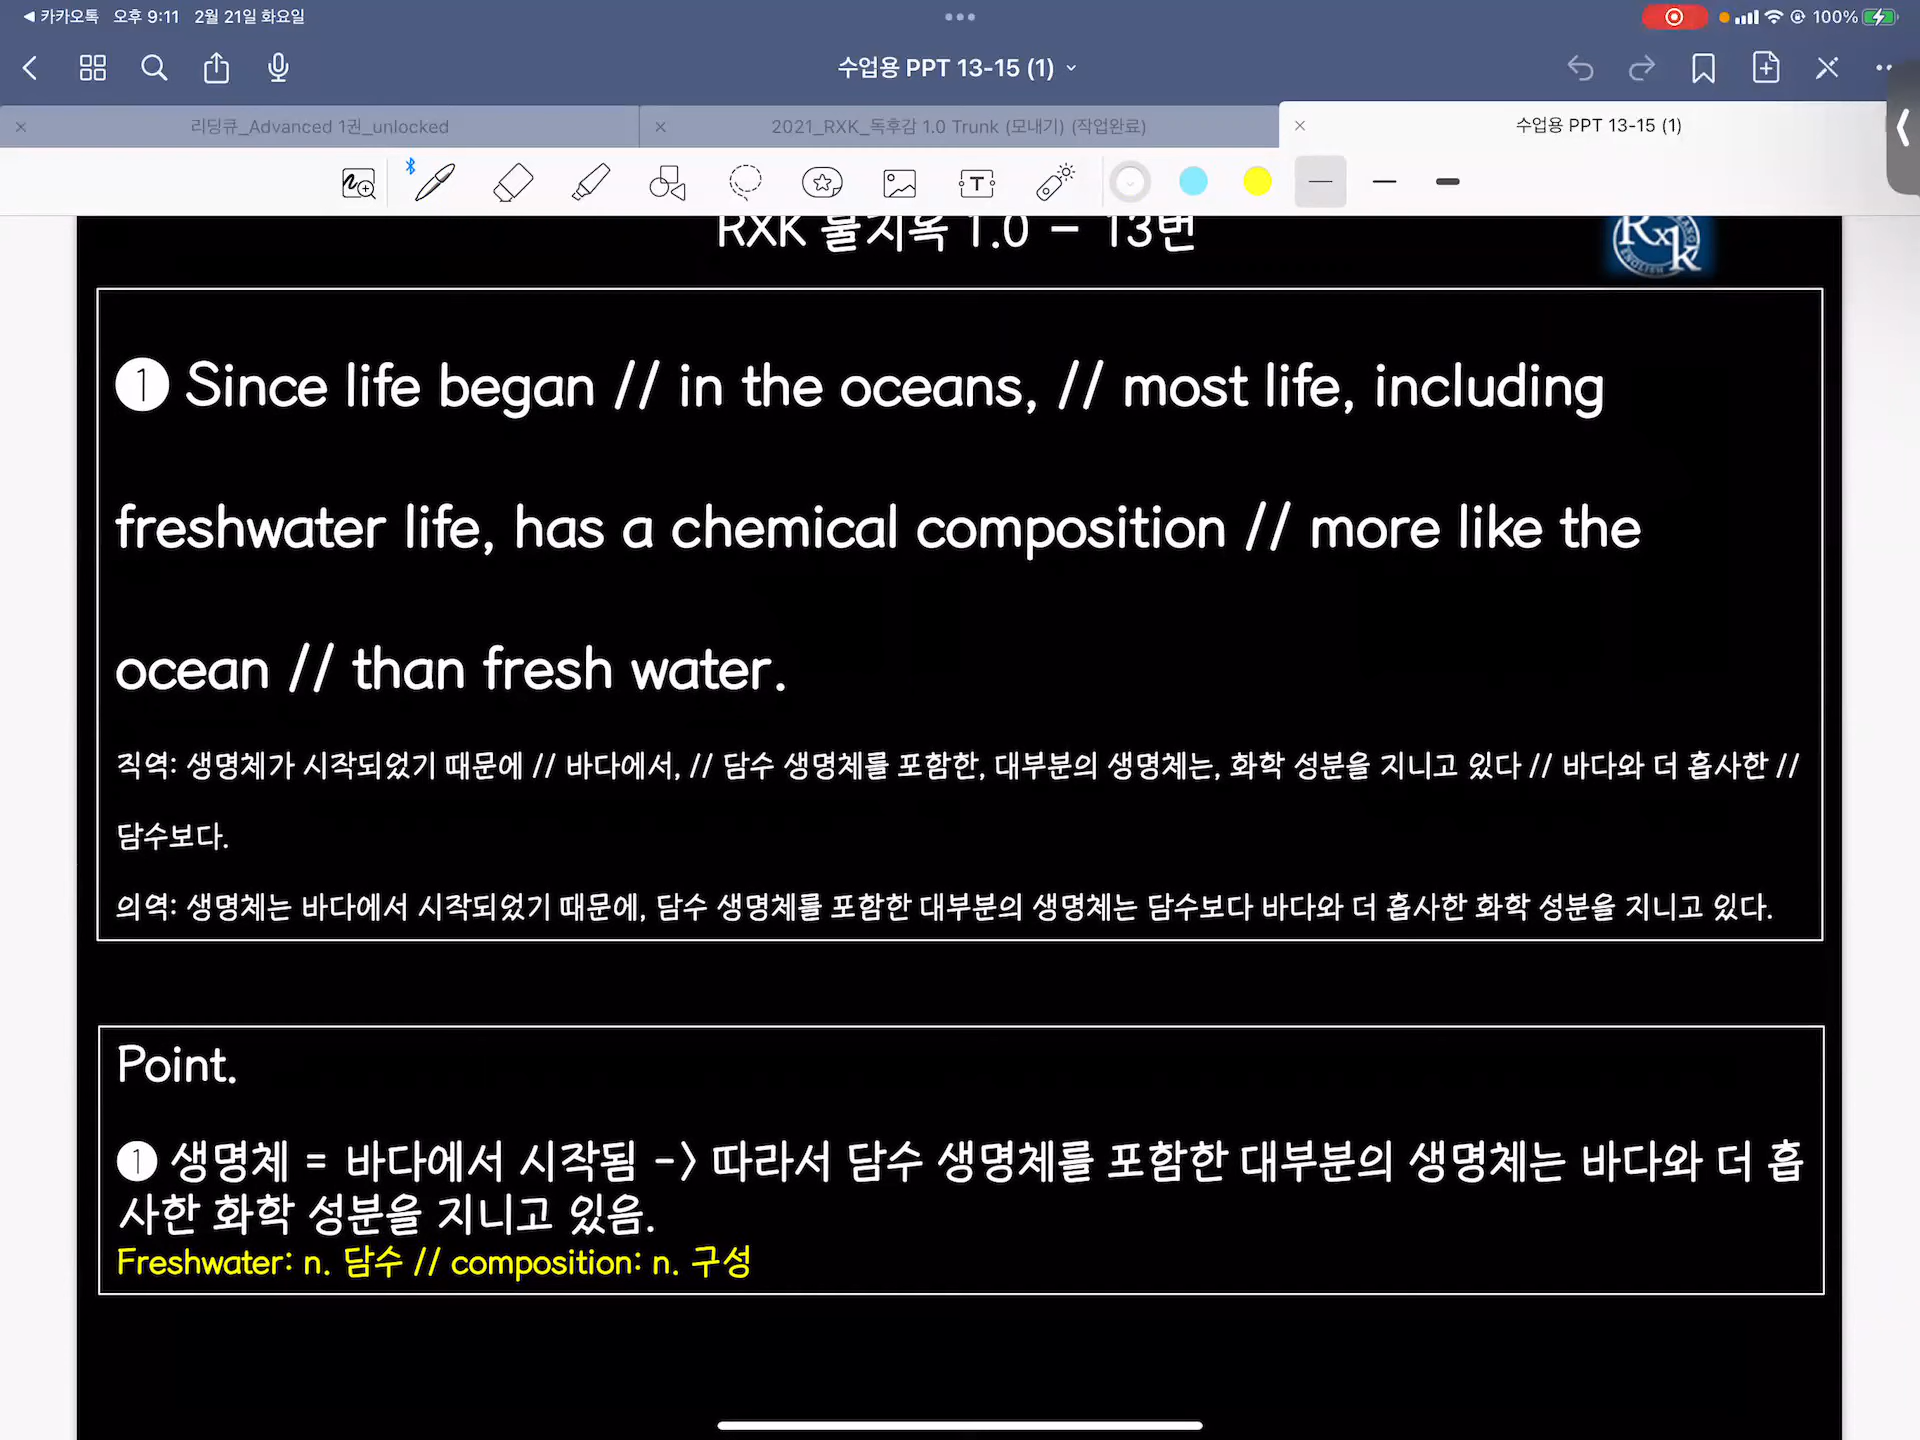 ◀ 카카오톡 오후 9:11 2월 21일 화요일
100%
수업용 PPT 13-15 (1)
리딩큐_Advanced 1권_unlocked
2021_RXK_독후감 1.0 Trunk (모내기) (작업완료)
수업용 PPT 13-15 (1)
RXK 불지옥 1.0 – 13번
Rxk
ENGLISH
❶ Since life began // in the oceans, // most life, including
freshwater life, has a chemical composition // more like the
ocean // than fresh water.
직역: 생명체가 시작되었기 때문에 // 바다에서, // 담수 생명체를 포함한, 대부분의 생명체는, 화학 성분을 지니고 있다 // 바다와 더 흡사한 //
담수보다.
의역: 생명체는 바다에서 시작되었기 때문에, 담수 생명체를 포함한 대부분의 생명체는 담수보다 바다와 더 흡사한 화학 성분을 지니고 있다.
Point.
❶ 생명체 = 바다에서 시작됨 -> 따라서 담수 생명체를 포함한 대부분의 생명체는 바다와 더 흡
사한 화학 성분을 지니고 있음.
Freshwater: n. 담수 // composition: n. 구성